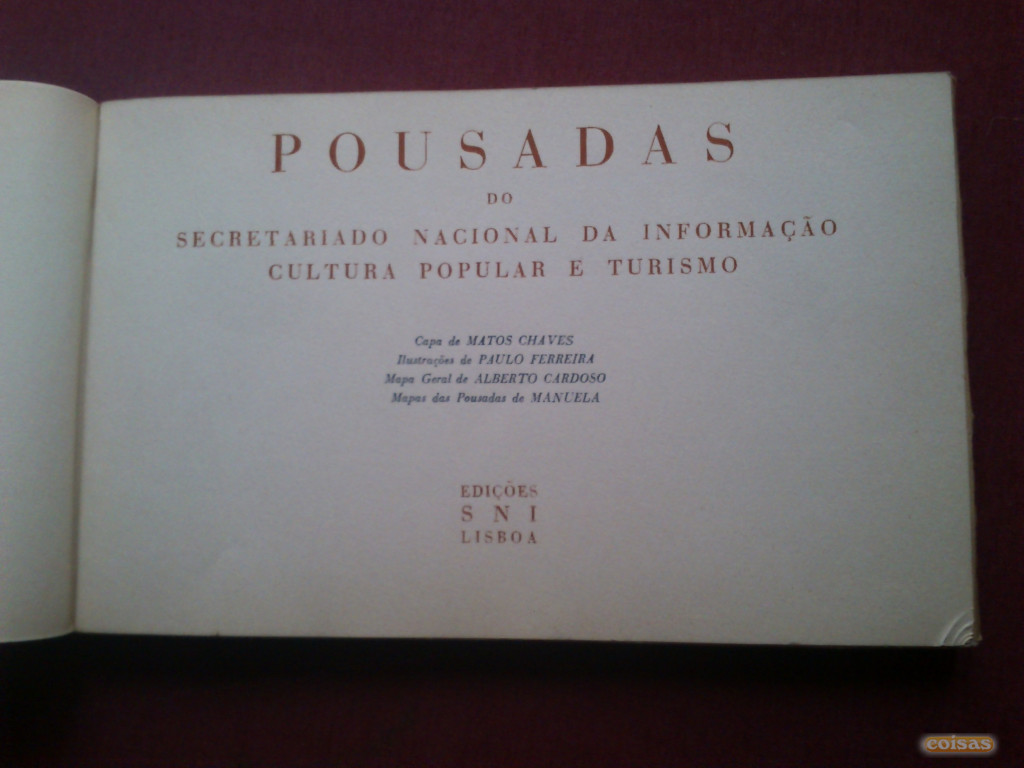 POUSADAS
DO
SECRETARIADO NACIONAL DA INFORMAÇÃO
CULTURA POPULAR E TURISMO
Capa de MATOS CHAVES
Ilustrações de PAULO FERREIRA
Mapa Geral de ALBERTO CARDOSO
Mapas das Pousadas de MANUELA
EDIÇÕES
S N I
LISBOA
coisas